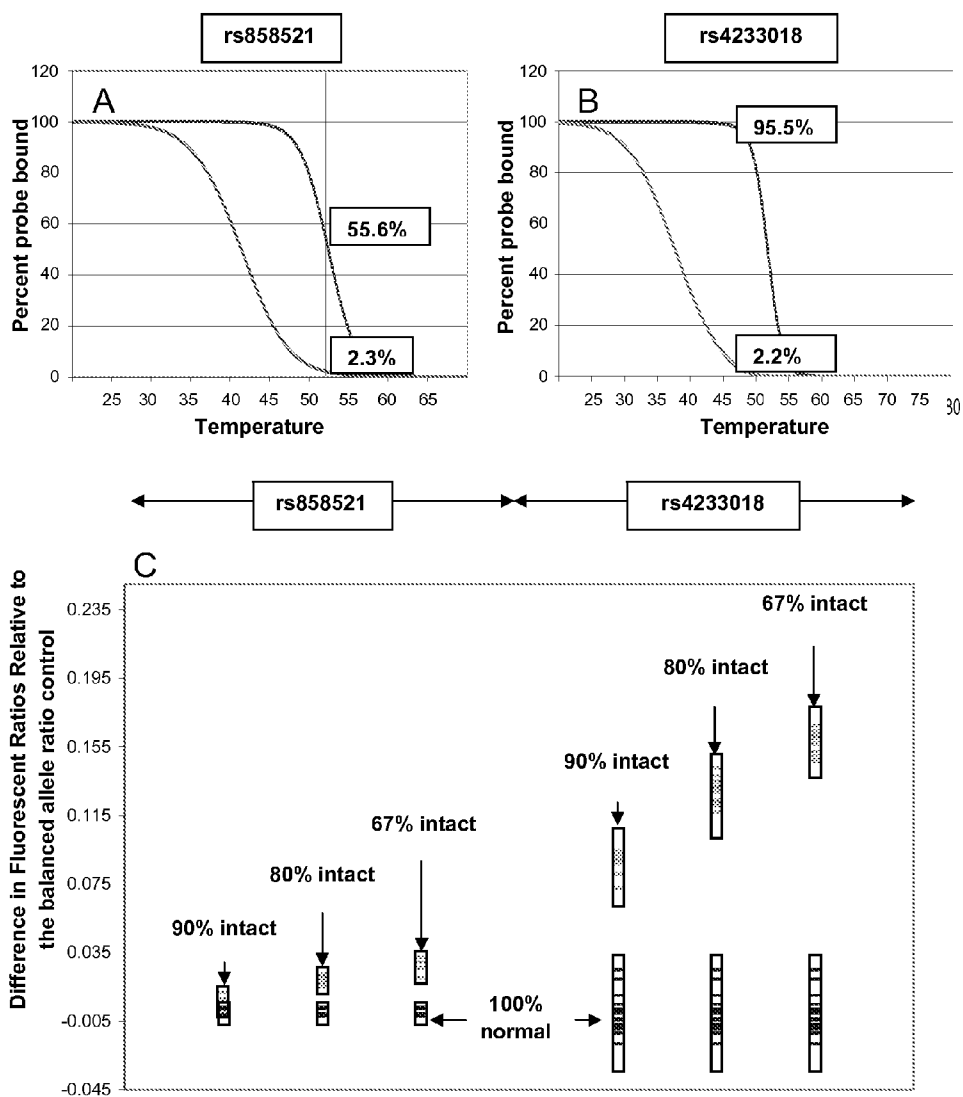 rs858521
rs4233018
120
100
80
60
40
20
0
A
55.6%
2.3%
Percent probe bound
25 30 35 40 45 50 55 60 65
Temperature
120
100
80
60
40
20
0
B
95.5%
2.2%
Percent probe bound
25 30 35 40 45 50 55 60 65 70 75 80
Temperature
rs858521
rs4233018
C
Difference in Fluorescent Ratios Relative to
the balanced allele ratio control
0.235
0.195
0.155
0.115
0.075
0.035
-0.005
-0.045
90% intact
80% intact
67% intact
90% intact
80% intact
67% intact
100%
normal